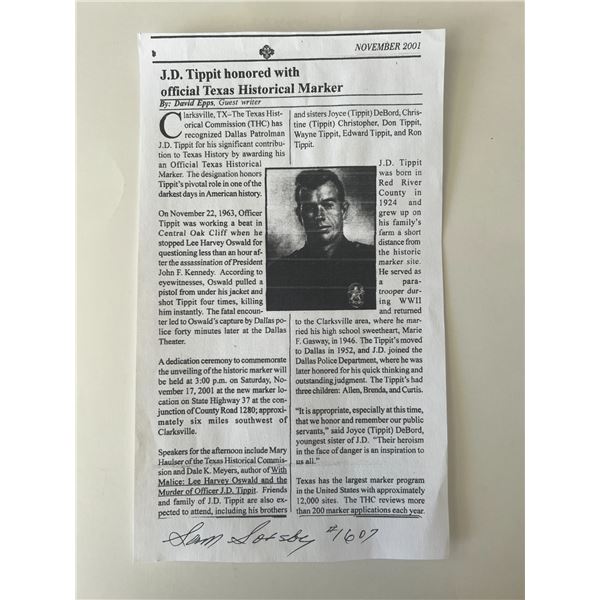 NOVEMBER 2001
J.D. Tippit honored with
official Texas Historical Marker
By: David Epps, Guest writer
Clarksville, TX–The Texas Hist-
orical Commission (THC) has
recognized Dallas Patrolman
J.D. Tippit for his significant contribu-
tion to Texas History by awarding his
an Official Texas Historical
Marker. The designation honors
Tippit's pivotal role in one of the
darkest days in American history.
On November 22, 1963, Officer
Tippit was working a beat in
Central Oak Cliff when he
stopped Lee Harvey Oswald for
questioning less than an hour af-
ter the assassination of President
John F. Kennedy. According to
eyewitnesses, Oswald pulled a
pistol from under his jacket and
shot Tippit four times, killing
him instantly. The fatal encoun-
ter led to Oswald's capture by Dallas po-
lice forty minutes later at the Dallas
Theater.
A dedication ceremony to commemorate
the unveiling of the historic marker will
be held at 3:00 p.m. on Saturday, No-
vember 17, 2001 at the new marker lo-
cation on State Highway 37 at the con-
junction of County Road 1280; approxi-
mately six miles southwest of
Clarksville.
Speakers for the afternoon include Mary
Haulser of the Texas Historical Commis-
sion and Dale K. Meyers, author of With
Malice: Lee Harvey Oswald and the
Murder of Officer J.D. Tippit. Friends
and family of J.D. Tippit are also ex-
pected to attend, including his brothers
and sisters Joyce (Tippit) DeBord, Chris-
tine (Tippit) Christopher, Don Tippit,
Wayne Tippit, Edward Tippit, and Ron
Tippit.
J.D. Tippit
was born in
Red River
County in
1924 and
grew up on
his family's
farm a short
distance from
the historic
marker site.
He served as
a para-
trooper dur-
ing WWII
and returned
to the Clarksville area, where he mar-
ried his high school sweetheart, Marie
F. Gasway, in 1946. The Tippit's moved
to Dallas in 1952, and J.D. joined the
Dallas Police Department, where he was
later honored for his quick thinking and
outstanding judgment. The Tippit's had
three children: Allen, Brenda, and Curtis.
"It is appropriate, especially at this time,
that we honor and remember our public
servants," said Joyce (Tippit) DeBord,
youngest sister of J.D. "Their heroism
in the face of danger is an inspiration to
us all."
Texas has the largest marker program
in the United States with approximately
12,000 sites. The THC reviews more
than 200 marker applications each year.
Sam #1607